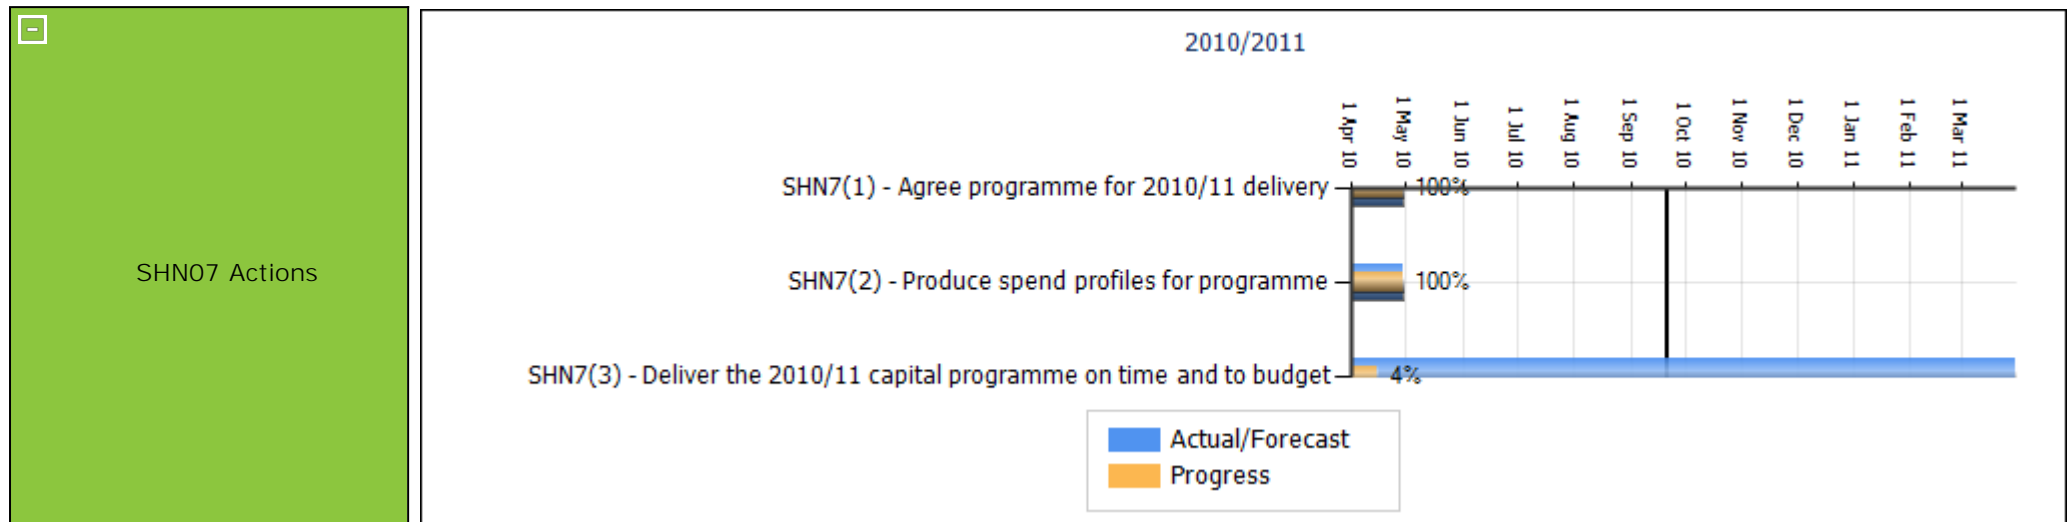 SHN07 Actions
2010/2011
1 Apr 10
1 May 10
1 Jun 10
1 Jul 10
1 Aug 10
1 Sep 10
1 Oct 10
1 Nov 10
1 Dec 10
1 Jan 11
1 Feb 11
1 Mar 11
SHN7(1) - Agree programme for 2010/11 delivery
100%
SHN7(2) - Produce spend profiles for programme
100%
SHN7(3) - Deliver the 2010/11 capital programme on time and to budget
4%
Actual/Forecast
Progress